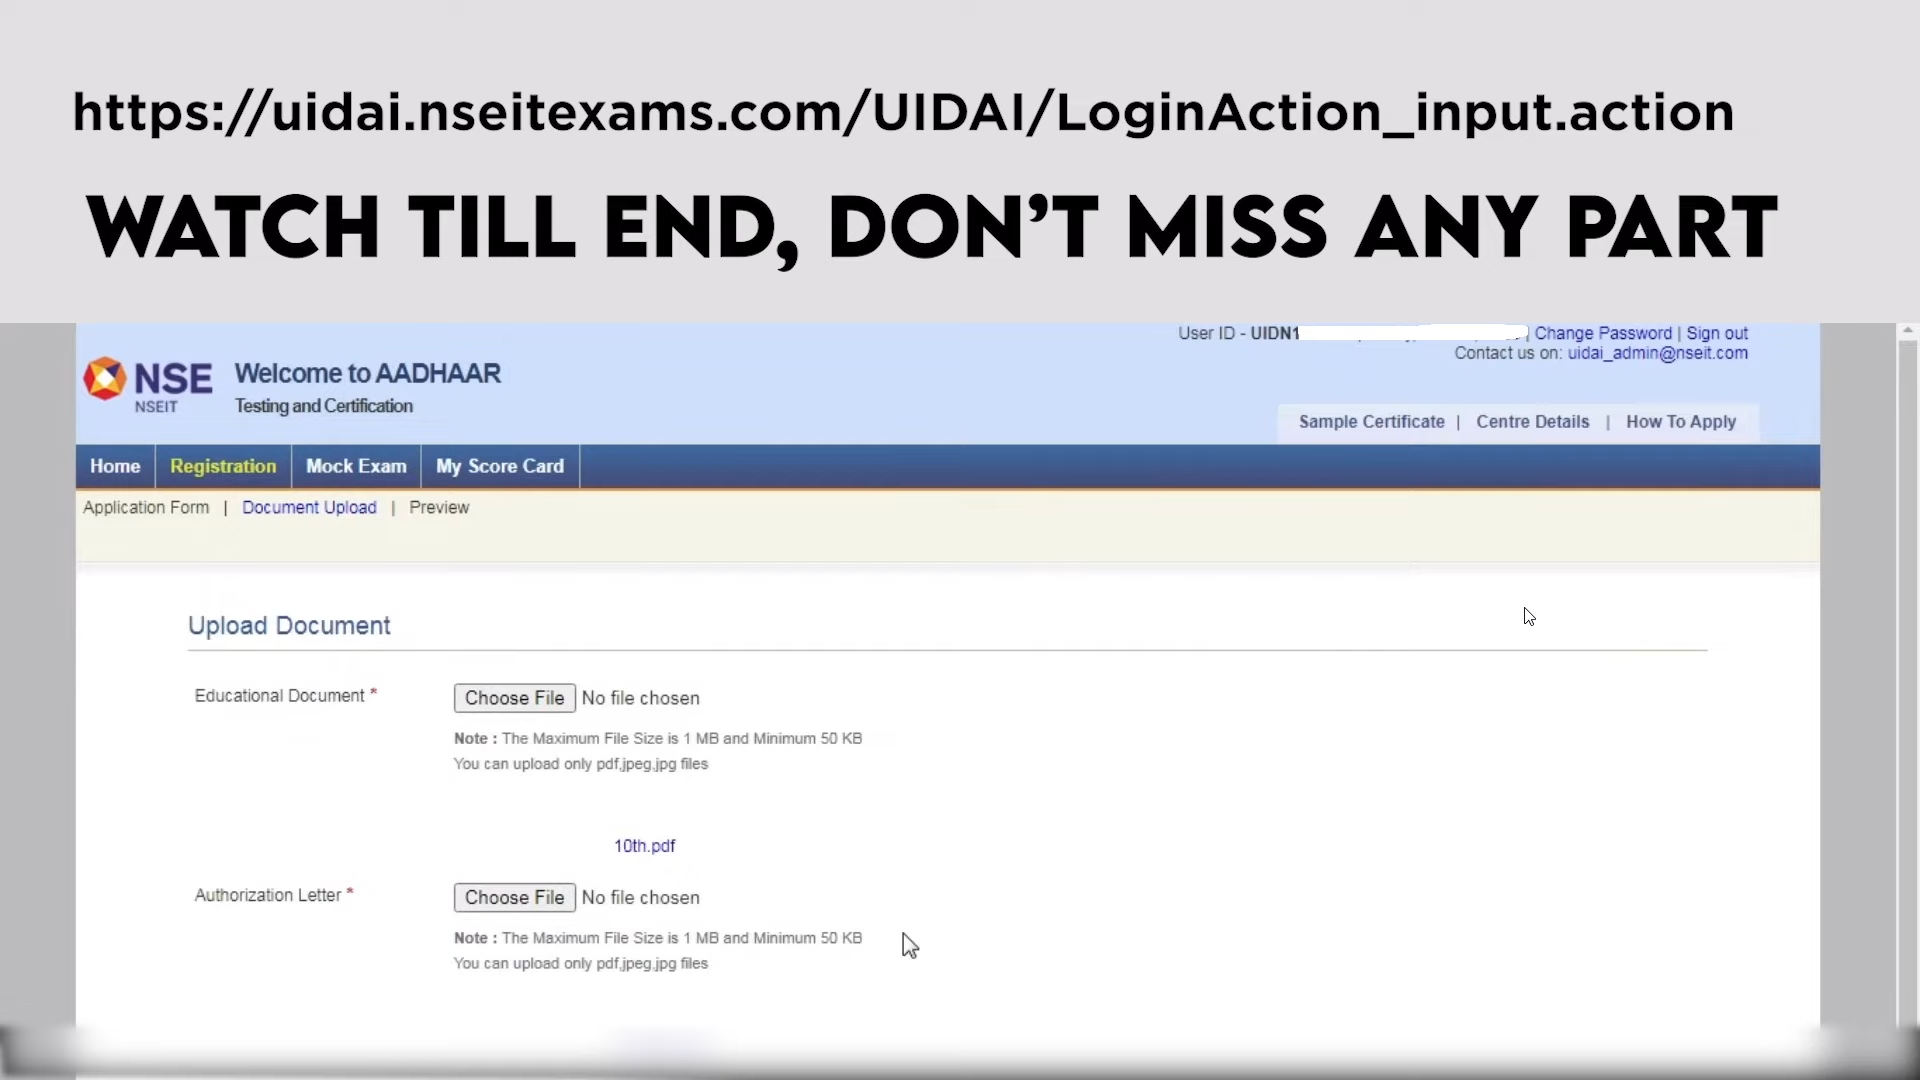 https://uidai.nseitexams.com/UIDAI/LoginAction_input.action
WATCH TILL END, DON'T MISS ANY PART
User ID - UIDN1 | Change Password | Sign out
Contact us on: uidai_admin@nseit.com
NSE
NSEIT
Welcome to AADHAAR
Testing and Certification
Sample Certificate | Centre Details | How To Apply
Home Registration Mock Exam My Score Card
Application Form | Document Upload | Preview
Upload Document
Educational Document * Choose File No file chosen
Note : The Maximum File Size is 1 MB and Minimum 50 KB
You can upload only pdf,jpeg,jpg files
10th.pdf
Authorization Letter * Choose File No file chosen
Note : The Maximum File Size is 1 MB and Minimum 50 KB
You can upload only pdf,jpeg,jpg files